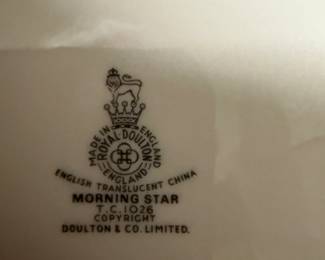 MADE IN ENGLAND
ROYAL DOULTON
ENGLAND
ENGLISH TRANSLUCENT CHINA
MORNING STAR
T.C.1026
COPYRIGHT
DOULTON & CO. LIMITED.